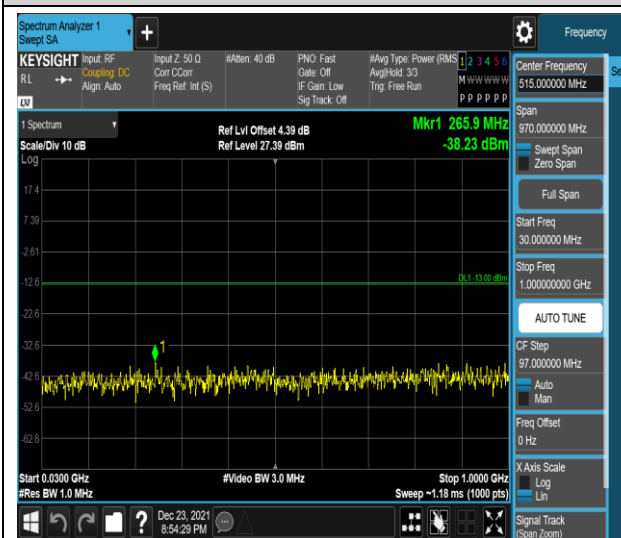 Spectrum Analyzer 1
Swept SA
Frequency
KEYSIGHT
RL
LXI
Input: RF
Coupling: DC
Align: Auto
Input Z: 50 Ω
Corr CCorr
Freq Ref: Int (S)
#Atten: 40 dB
PNO: Fast
Gate: Off
IF Gain: Low
Sig Track: Off
#Avg Type: Power (RMS
Avg|Hold: 3/3
Trig: Free Run
1 2 3 4 5 6
M W W W W W
P P P P P P
1 Spectrum
Scale/Div 10 dB
Log
Ref Lvl Offset 4.39 dB
Ref Level 27.39 dBm
Mkr1 265.9 MHz
-38.23 dBm
17.4
7.39
-2.61
-12.6
DL1 -13.00 dBm
-22.6
-32.6
1
-42.6
-52.6
-62.6
Start 0.0300 GHz
#Res BW 1.0 MHz
#Video BW 3.0 MHz
Stop 1.0000 GHz
Sweep ~1.18 ms (1000 pts)
?
Dec 23, 2021
8:54:29 PM
Center Frequency
515.000000 MHz
Se
Span
970.000000 MHz
Swept Span
Zero Span
Full Span
Start Freq
30.000000 MHz
Stop Freq
1.000000000 GHz
AUTO TUNE
CF Step
97.000000 MHz
Auto
Man
Freq Offset
0 Hz
X Axis Scale
Log
Lin
Signal Track
(Span Zoom)